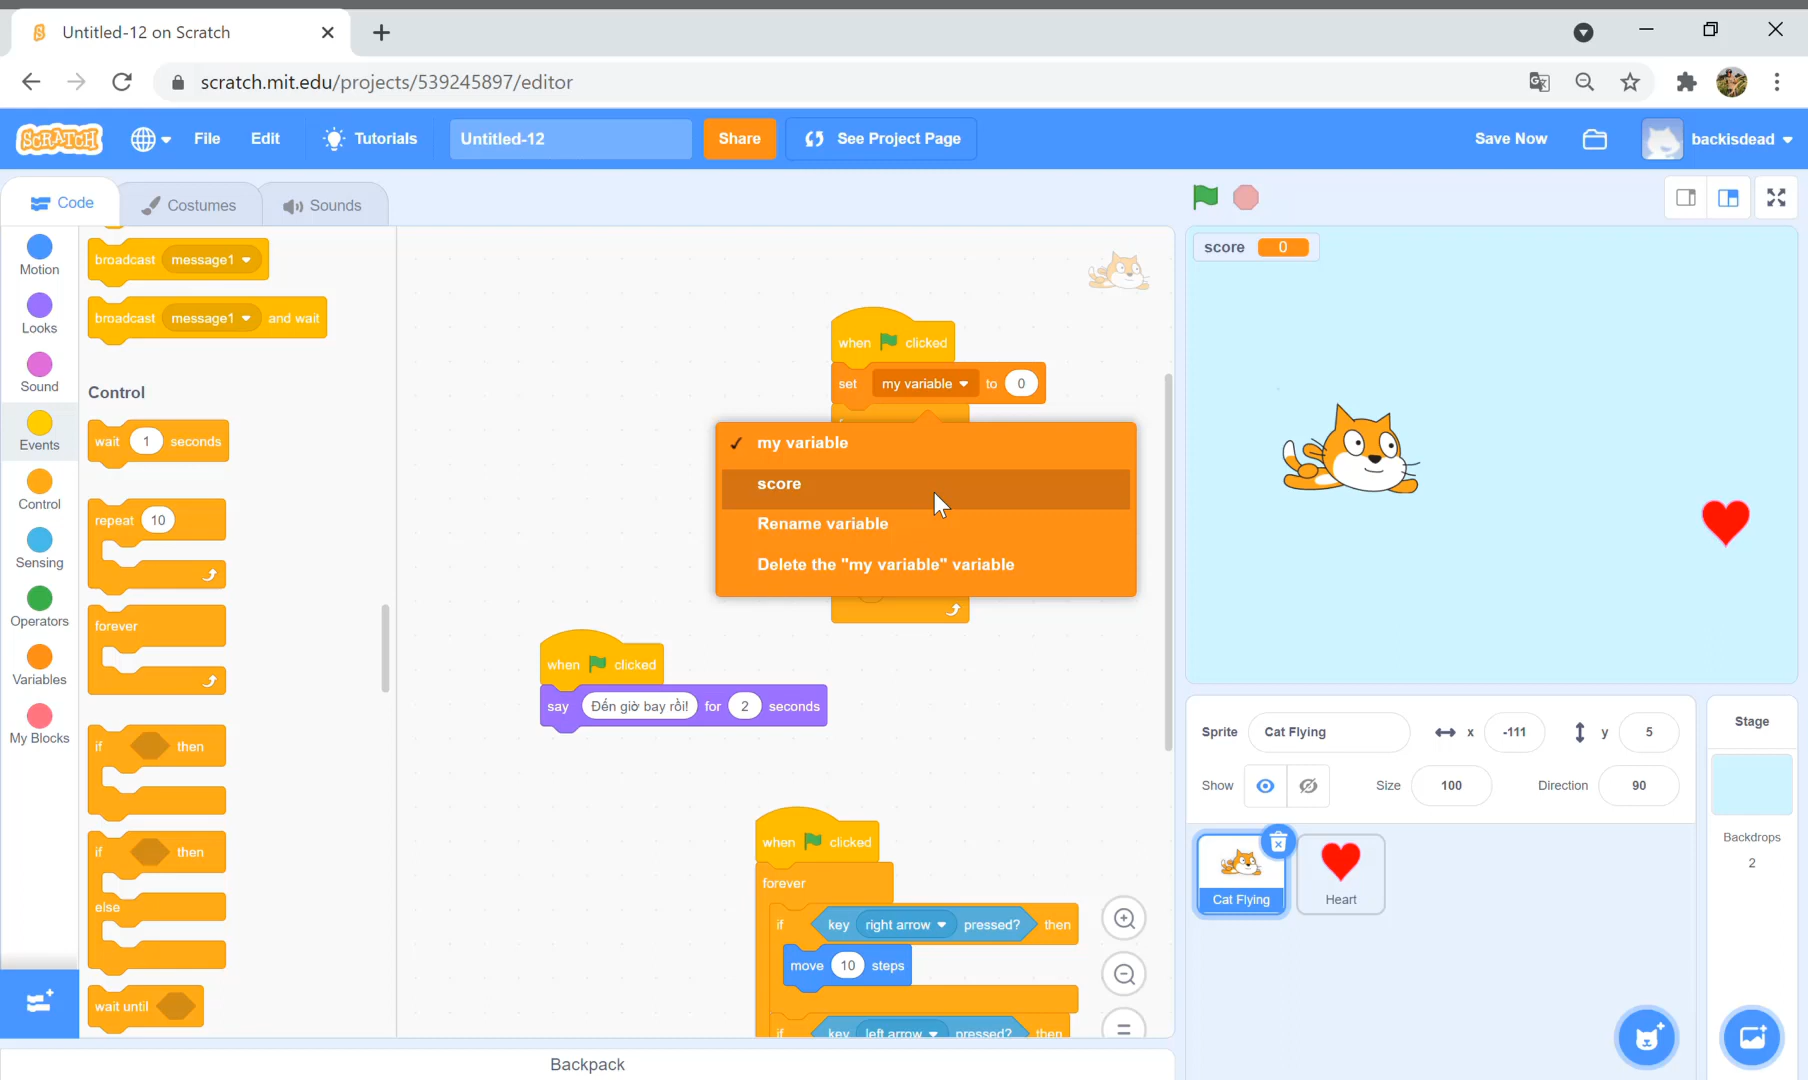 Untitled-12 on Scratch
scratch.mit.edu/projects/539245897/editor
SCRATCH File Edit Tutorials Untitled-12 Share See Project Page Save Now backisdead
Code Costumes Sounds
Motion
Looks
Sound
Events
Control
Sensing
Operators
Variables
My Blocks
broadcast message1
broadcast message1 and wait
Control
wait 1 seconds
repeat 10
forever
if then
if then
else
wait until
when clicked
set my variable to 0
✓ my variable
score
Rename variable
Delete the "my variable" variable
when clicked
say Đến giờ bay rồi! for 2 seconds
when clicked
forever
if key right arrow pressed? then
move 10 steps
if key left arrow pressed? then
Backpack
score 0
Sprite Cat Flying x -111 y 5
Show Size 100 Direction 90
Cat Flying
Heart
Stage
Backdrops
2